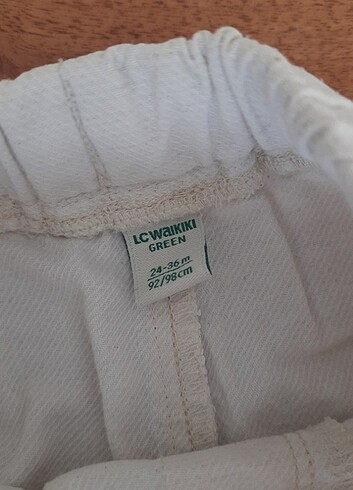 LC WAIKIKI
GREEN
24-36 m
92/98cm